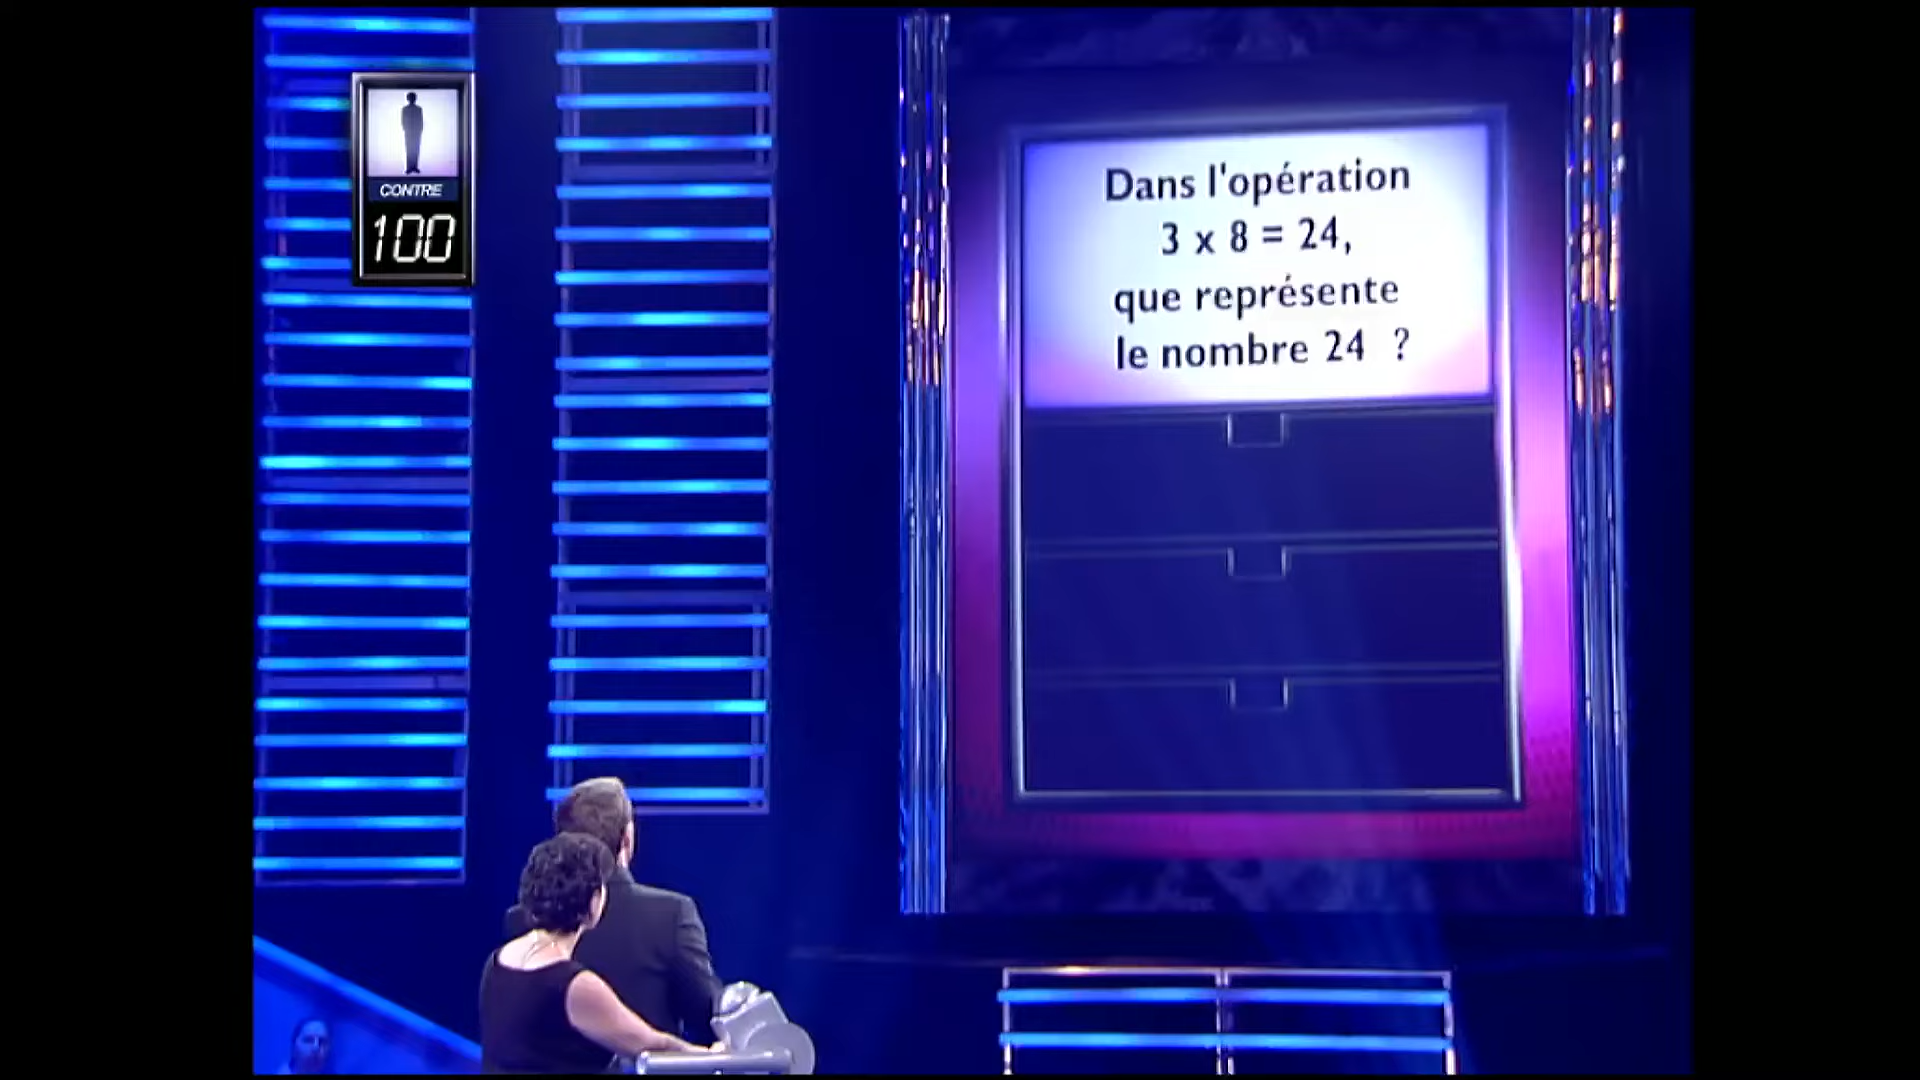 CONTRE
100
Dans l'opération
3 x 8 = 24,
que représente
le nombre 24 ?